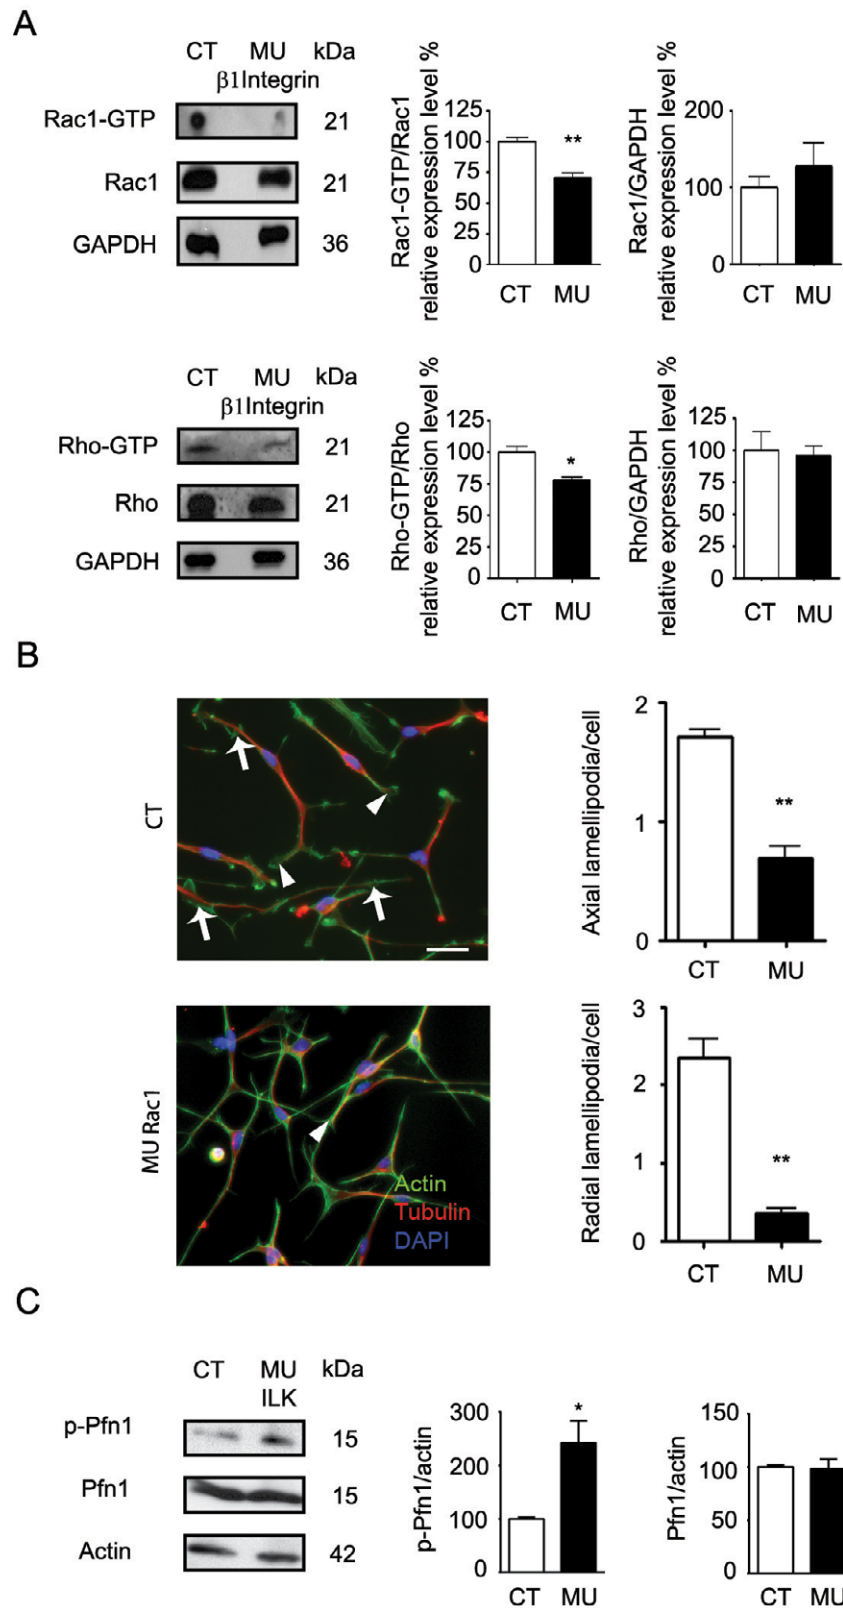 A
CT MU kDa
β1Integrin
Rac1-GTP 21
Rac1 21
GAPDH 36
Rac1-GTP/Rac1
relative expression level %
125
100
75
50
25
0
**
CT MU
Rac1/GAPDH
relative expression level %
200
100
0
CT MU
CT MU kDa
β1Integrin
Rho-GTP 21
Rho 21
GAPDH 36
Rho-GTP/Rho
relative expression level %
125
100
75
50
25
0
*
CT MU
Rho/GAPDH
relative expression level %
125
100
75
50
25
0
CT MU
B
CT
Axial lamellipodia/cell
2
1
0
**
CT MU
MU Rac1
Actin
Tubulin
DAPI
Radial lamellipodia/cell
3
2
1
0
**
CT MU
C
CT MU kDa
ILK
p-Pfn1 15
Pfn1 15
Actin 42
p-Pfn1/actin
300
200
100
0
*
CT MU
Pfn1/actin
150
100
50
0
CT MU